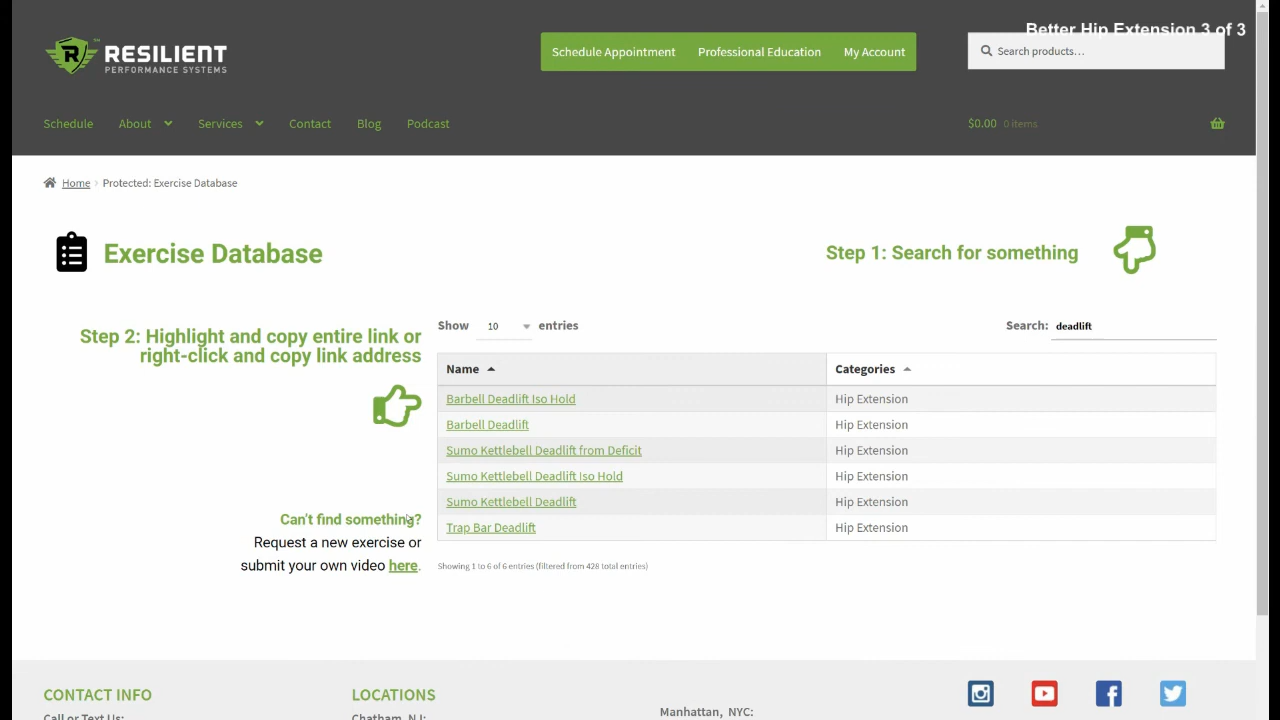 Better Hip Extension 3 of 3
RESILIENT
PERFORMANCE SYSTEMS
Schedule Appointment Professional Education My Account
Search products…
Schedule About Services Contact Blog Podcast
$0.00 0 items
Home › Protected: Exercise Database
Exercise Database
Step 1: Search for something
Step 2: Highlight and copy entire link or
right-click and copy link address
Show 10 entries
Search: deadlift
Name Categories
Barbell Deadlift Iso Hold Hip Extension
Barbell Deadlift Hip Extension
Sumo Kettlebell Deadlift from Deficit Hip Extension
Sumo Kettlebell Deadlift Iso Hold Hip Extension
Sumo Kettlebell Deadlift Hip Extension
Trap Bar Deadlift Hip Extension
Can't find something?
Request a new exercise or
submit your own video here.
Showing 1 to 6 of 6 entries (filtered from 428 total entries)
CONTACT INFO
Call or Text Us:
LOCATIONS
Chatham, NJ:
Manhattan, NYC: